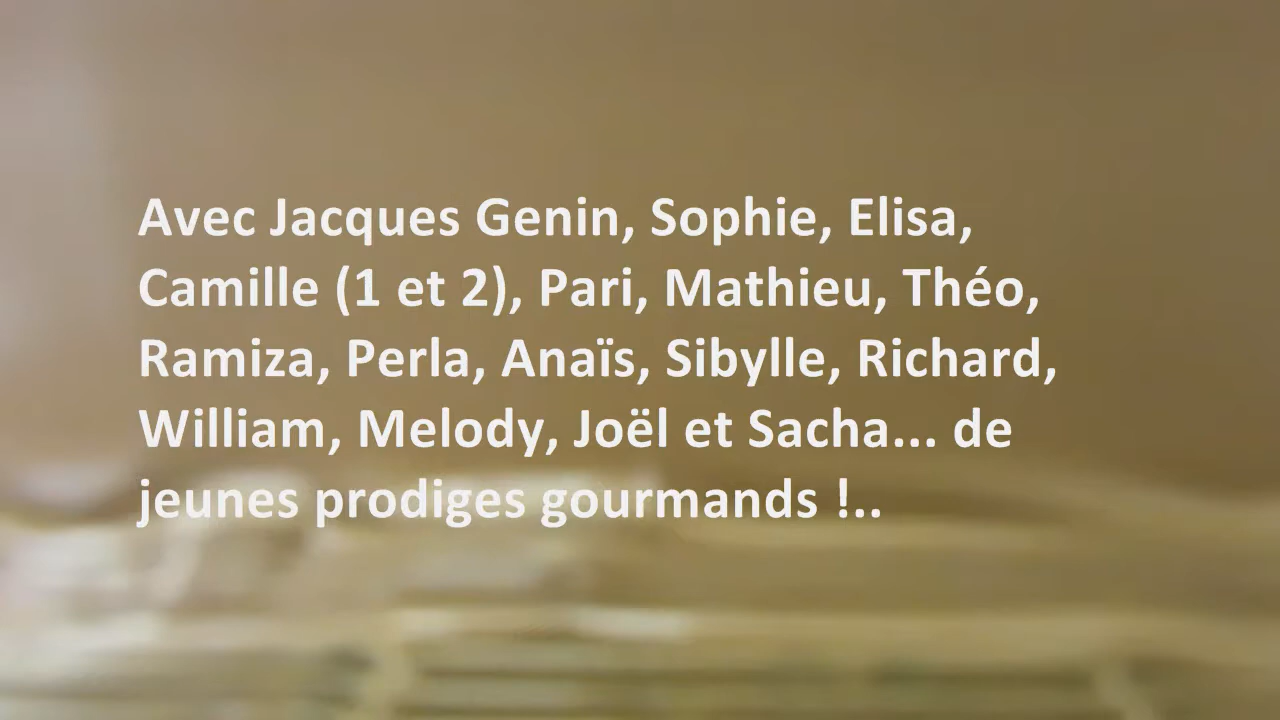 Avec Jacques Genin, Sophie, Elisa,
Camille (1 et 2), Pari, Mathieu, Théo,
Ramiza, Perla, Anaïs, Sibylle, Richard,
William, Melody, Joël et Sacha... de
jeunes prodiges gourmands !..